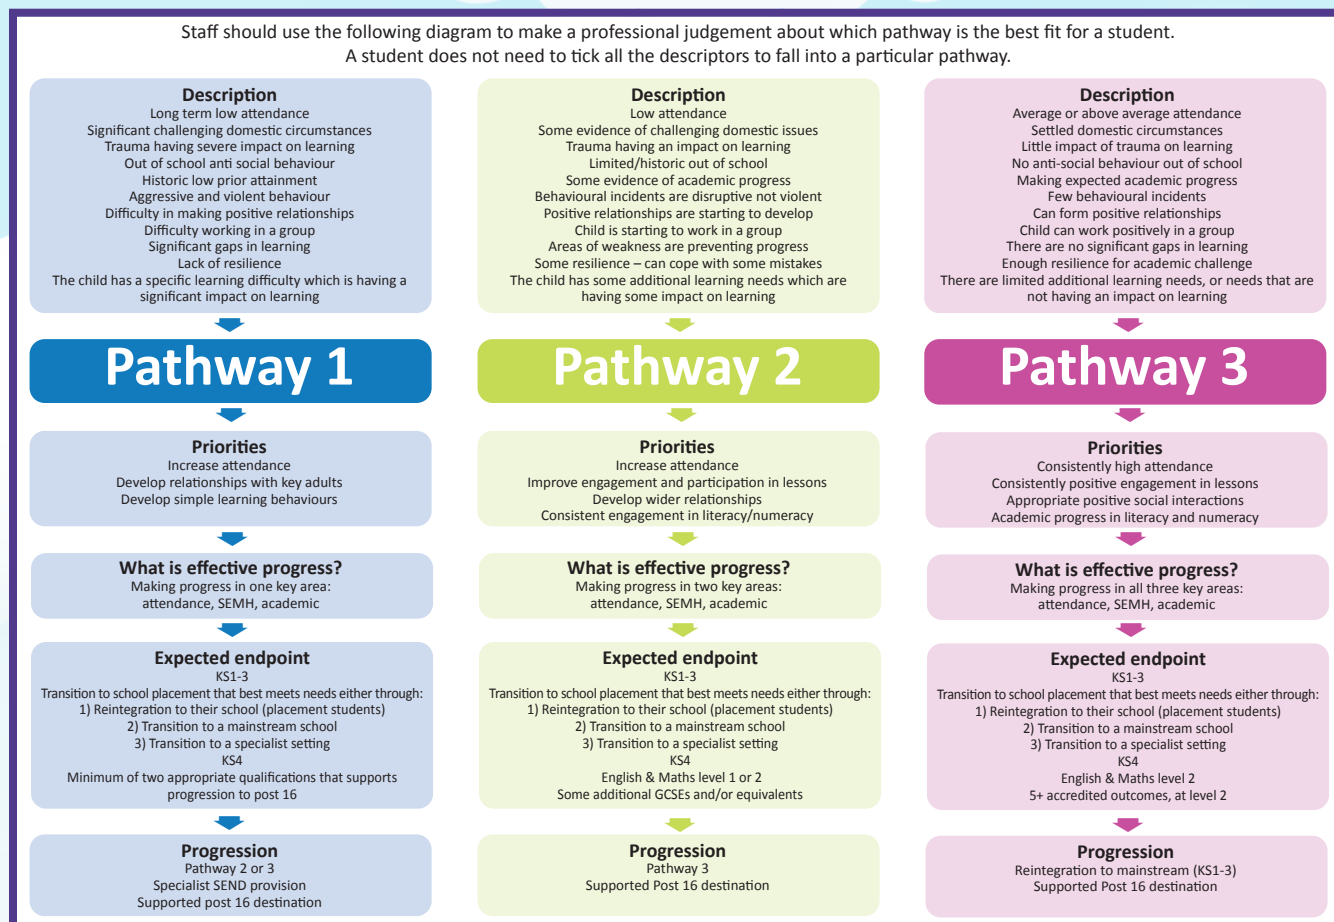 Staff should use the following diagram to make a professional judgement about which pathway is the best fit for a student.
A student does not need to tick all the descriptors to fall into a particular pathway.
Description
Long term low attendance
Significant challenging domestic circumstances
Trauma having severe impact on learning
Out of school anti social behaviour
Historic low prior attainment
Aggressive and violent behaviour
Difficulty in making positive relationships
Difficulty working in a group
Significant gaps in learning
Lack of resilience
The child has a specific learning difficulty which is having a
significant impact on learning
Pathway 1
Priorities
Increase attendance
Develop relationships with key adults
Develop simple learning behaviours
What is effective progress?
Making progress in one key area:
attendance, SEMH, academic
Expected endpoint
KS1-3
Transition to school placement that best meets needs either through:
1) Reintegration to their school (placement students)
2) Transition to a mainstream school
3) Transition to a specialist setting
KS4
Minimum of two appropriate qualifications that supports
progression to post 16
Progression
Pathway 2 or 3
Specialist SEND provision
Supported post 16 destination
Description
Low attendance
Some evidence of challenging domestic issues
Trauma having an impact on learning
Limited/historic out of school
Some evidence of academic progress
Behavioural incidents are disruptive not violent
Positive relationships are starting to develop
Child is starting to work in a group
Areas of weakness are preventing progress
Some resilience – can cope with some mistakes
The child has some additional learning needs which are
having some impact on learning
Pathway 2
Priorities
Increase attendance
Improve engagement and participation in lessons
Develop wider relationships
Consistent engagement in literacy/numeracy
What is effective progress?
Making progress in two key areas:
attendance, SEMH, academic
Expected endpoint
KS1-3
Transition to school placement that best meets needs either through:
1) Reintegration to their school (placement students)
2) Transition to a mainstream school
3) Transition to a specialist setting
KS4
English & Maths level 1 or 2
Some additional GCSEs and/or equivalents
Progression
Pathway 3
Supported Post 16 destination
Description
Average or above average attendance
Settled domestic circumstances
Little impact of trauma on learning
No anti-social behaviour out of school
Making expected academic progress
Few behavioural incidents
Can form positive relationships
Child can work positively in a group
There are no significant gaps in learning
Enough resilience for academic challenge
There are limited additional learning needs, or needs that are
not having an impact on learning
Pathway 3
Priorities
Consistently high attendance
Consistently positive engagement in lessons
Appropriate positive social interactions
Academic progress in literacy and numeracy
What is effective progress?
Making progress in all three key areas:
attendance, SEMH, academic
Expected endpoint
KS1-3
Transition to school placement that best meets needs either through:
1) Reintegration to their school (placement students)
2) Transition to a mainstream school
3) Transition to a specialist setting
KS4
English & Maths level 2
5+ accredited outcomes, at level 2
Progression
Reintegration to mainstream (KS1-3)
Supported Post 16 destination